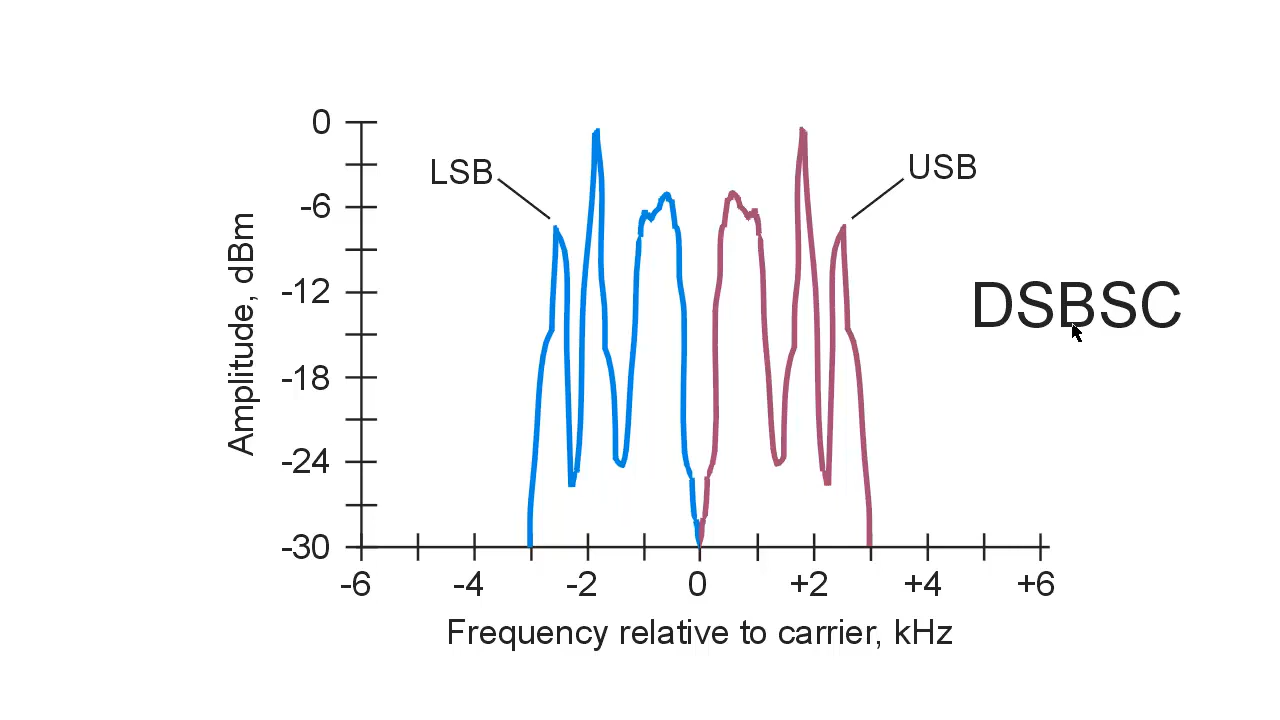 0
LSB
USB
-6
Amplitude, dBm
-12
DSBSC
-18
-24
-30
-6 -4 -2 0 +2 +4 +6
Frequency relative to carrier, kHz